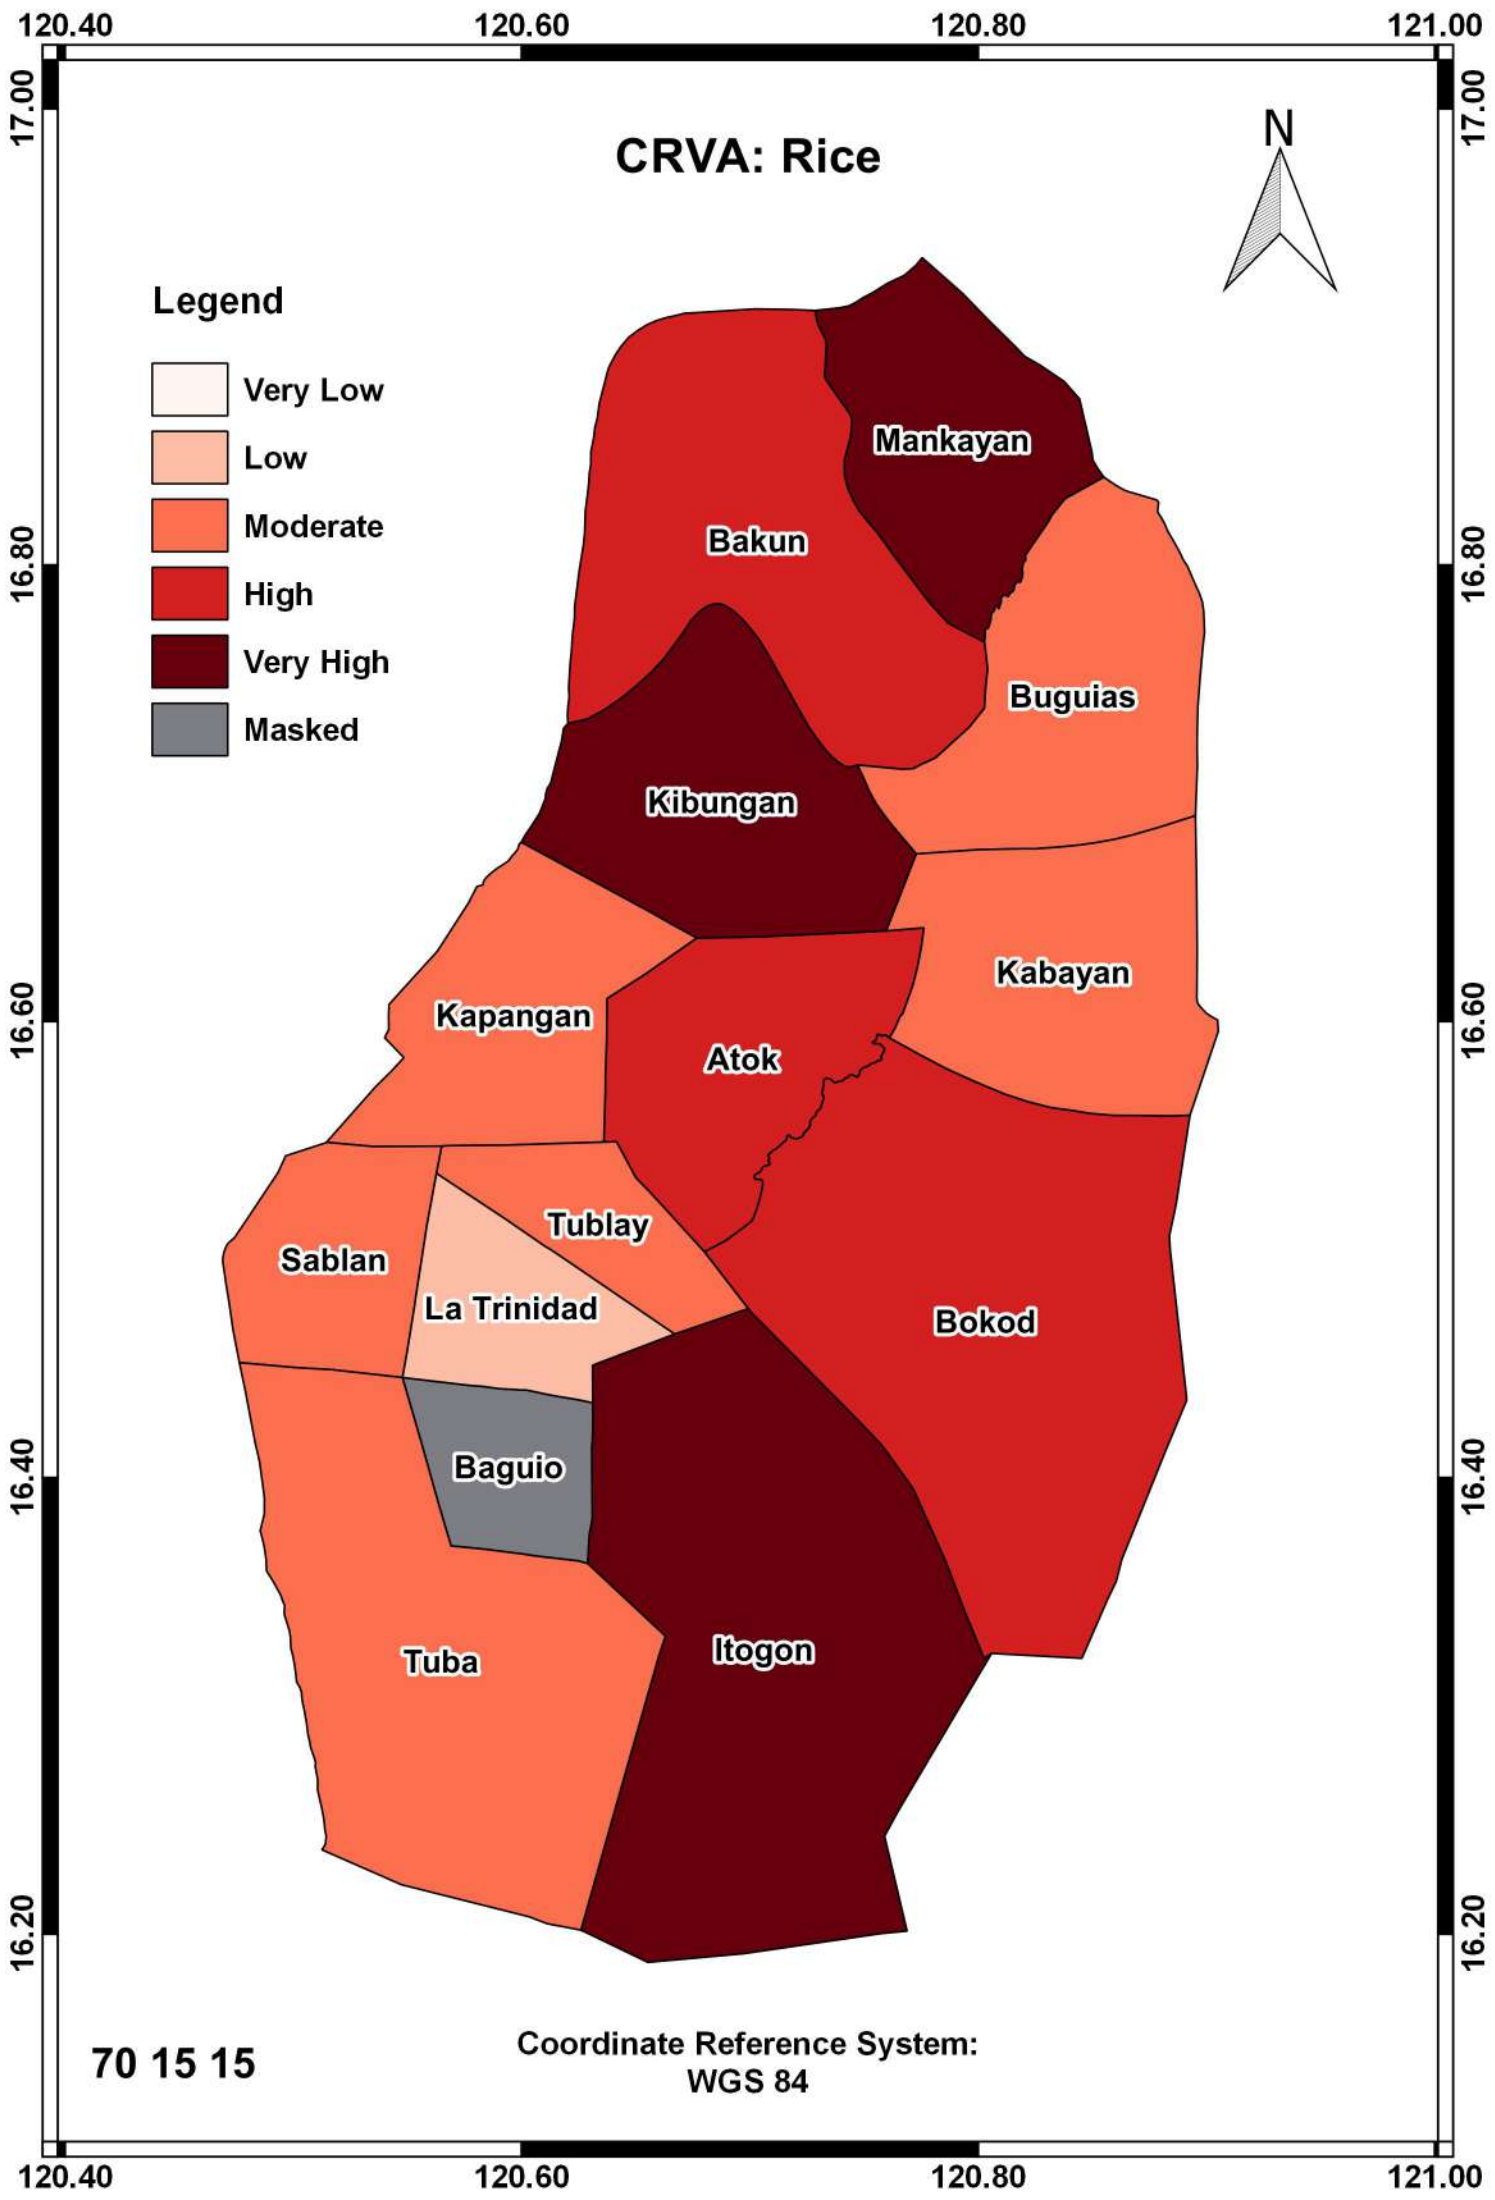 120.40 120.60 120.80 121.00
17.00 17.00
N
CRVA: Rice
Legend
Very Low
Low
Moderate
High
Very High
Masked
Mankayan
Bakun
16.80 16.80
Buguias
Kibungan
Kabayan
Kapangan
16.60 16.60
Atok
Tublay
Sablan
La Trinidad
Bokod
Baguio
16.40 16.40
Itogon
Tuba
16.20 16.20
Coordinate Reference System:
WGS 84
70 15 15
120.40 120.60 120.80 121.00